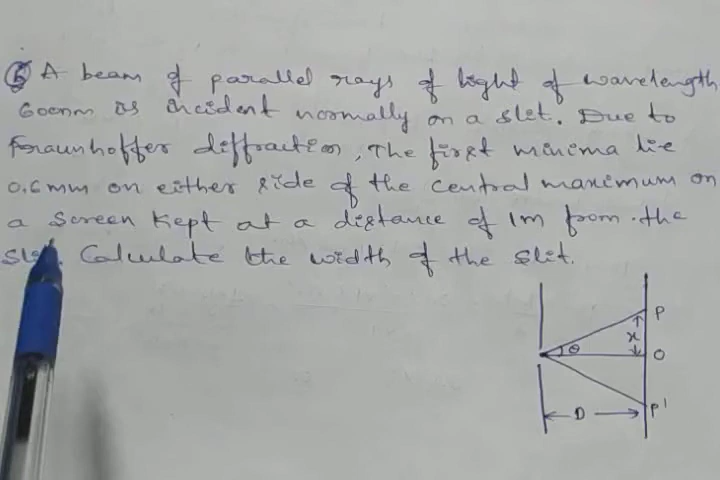 ⑤ A beam of parallel rays of light of wavelength
600nm is incident normally on a slit. Due to
Fraunhoffer diffraction, The first minima lie
0.6mm on either side of the central maximum on
a screen kept at a distance of 1m from the
slit. Calculate the width of the slit.
P
x
θ
O
D
P'